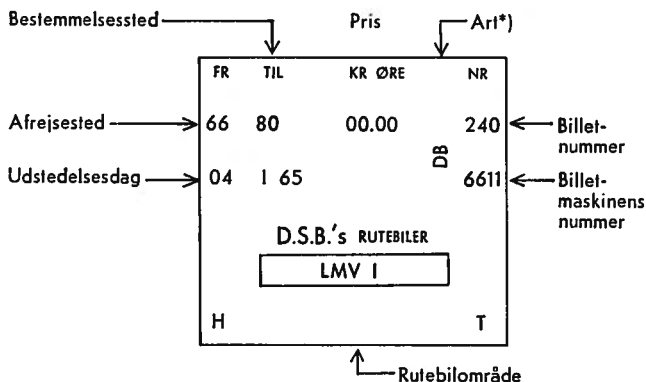 Bestemmelsessted Pris Art*)
FR TIL KR ØRE NR
Afrejsested 66 80 00.00 240 Billet-
nummer
DB
Udstedelsesdag 04 1 65 6611 Billet-
maskinens
nummer
D.S.B.'s RUTEBILER
LMV 1
H T
Rutebilområde